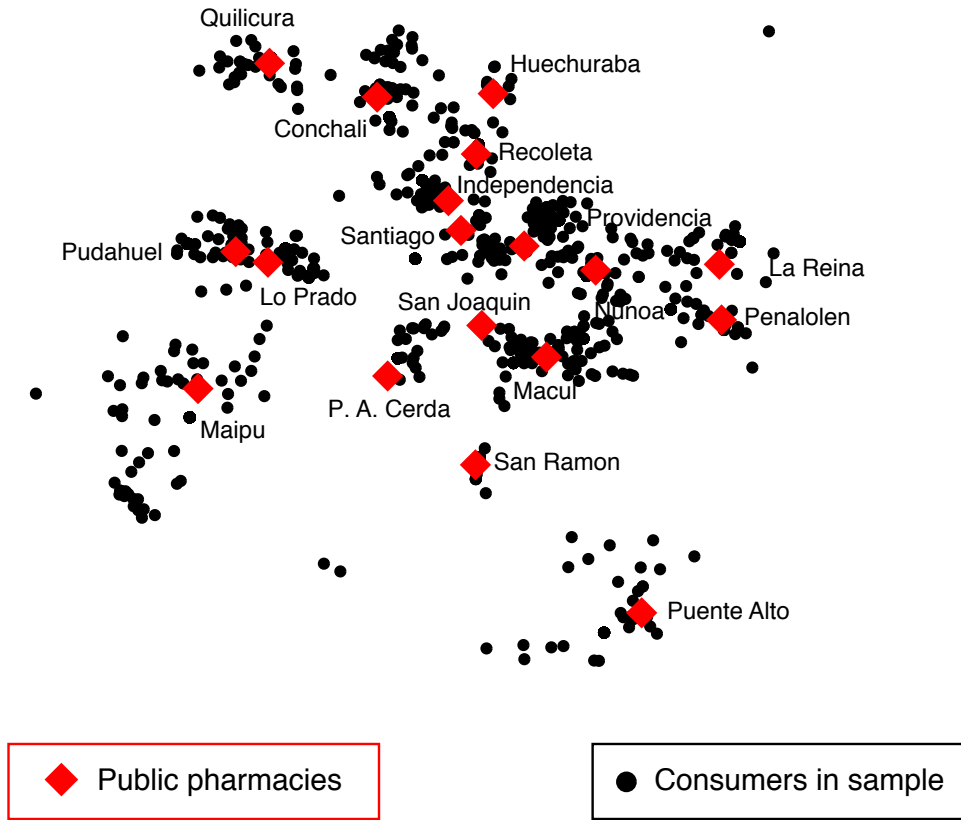 Quilicura
Huechuraba
Conchali
Recoleta
Independencia
Providencia
Santiago
Pudahuel
La Reina
Lo Prado
San Joaquin
Nunoa
Penalolen
Macul
P. A. Cerda
Maipu
San Ramon
Puente Alto
Public pharmacies
Consumers in sample